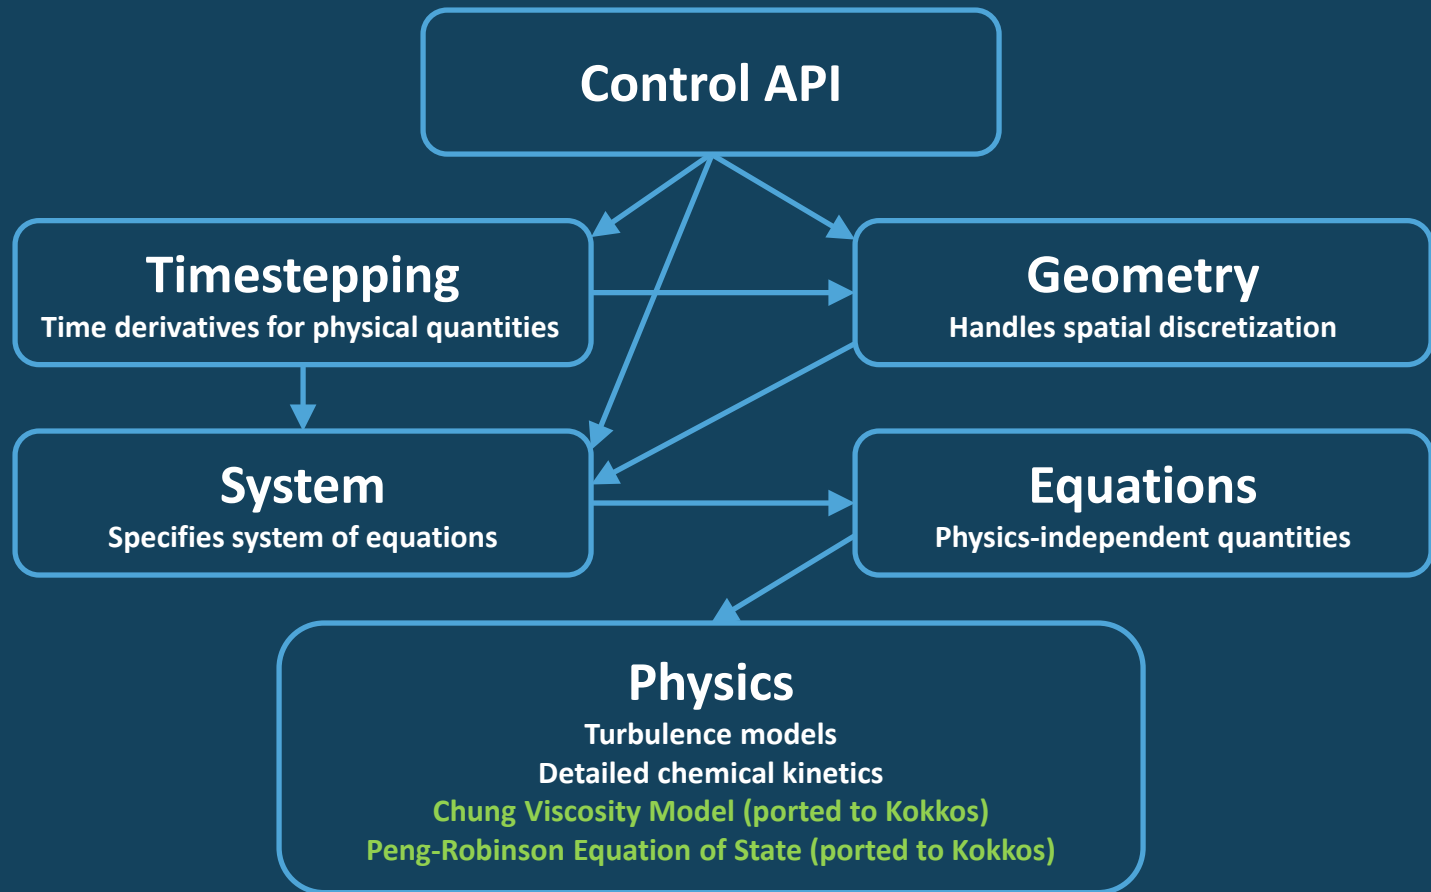 Control API
Timestepping
Time derivatives for physical quantities
Geometry
Handles spatial discretization
System
Specifies system of equations
Equations
Physics-independent quantities
Physics
Turbulence models
Detailed chemical kinetics
Chung Viscosity Model (ported to Kokkos)
Peng-Robinson Equation of State (ported to Kokkos)